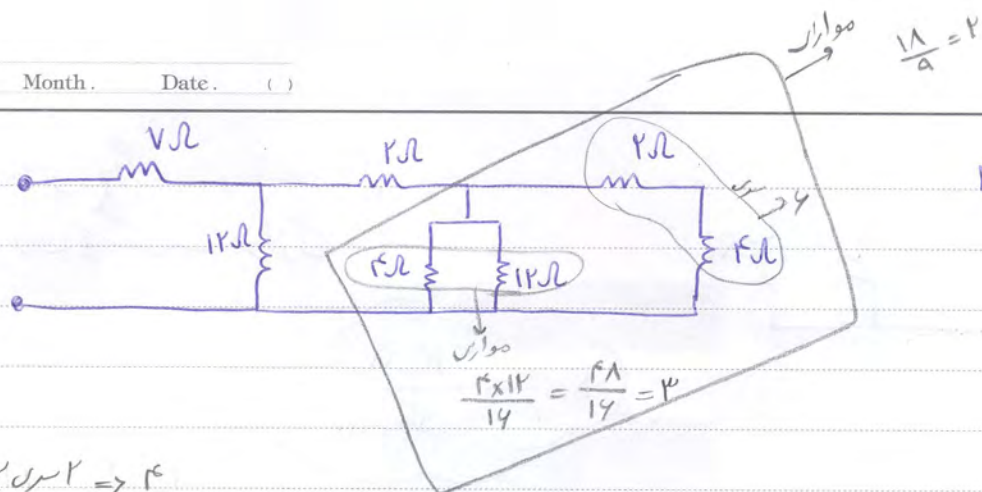 موازی
۱۸/۹ = ۲
Month. Date. ( )
۷Ω
۲Ω
۲Ω
سری ۶
۱۲Ω
۴Ω
۱۲Ω
۴Ω
موازی
۴×۱۲/۱۶ = ۴۸/۱۶ = ۳
۲ سری ۲ => ۴